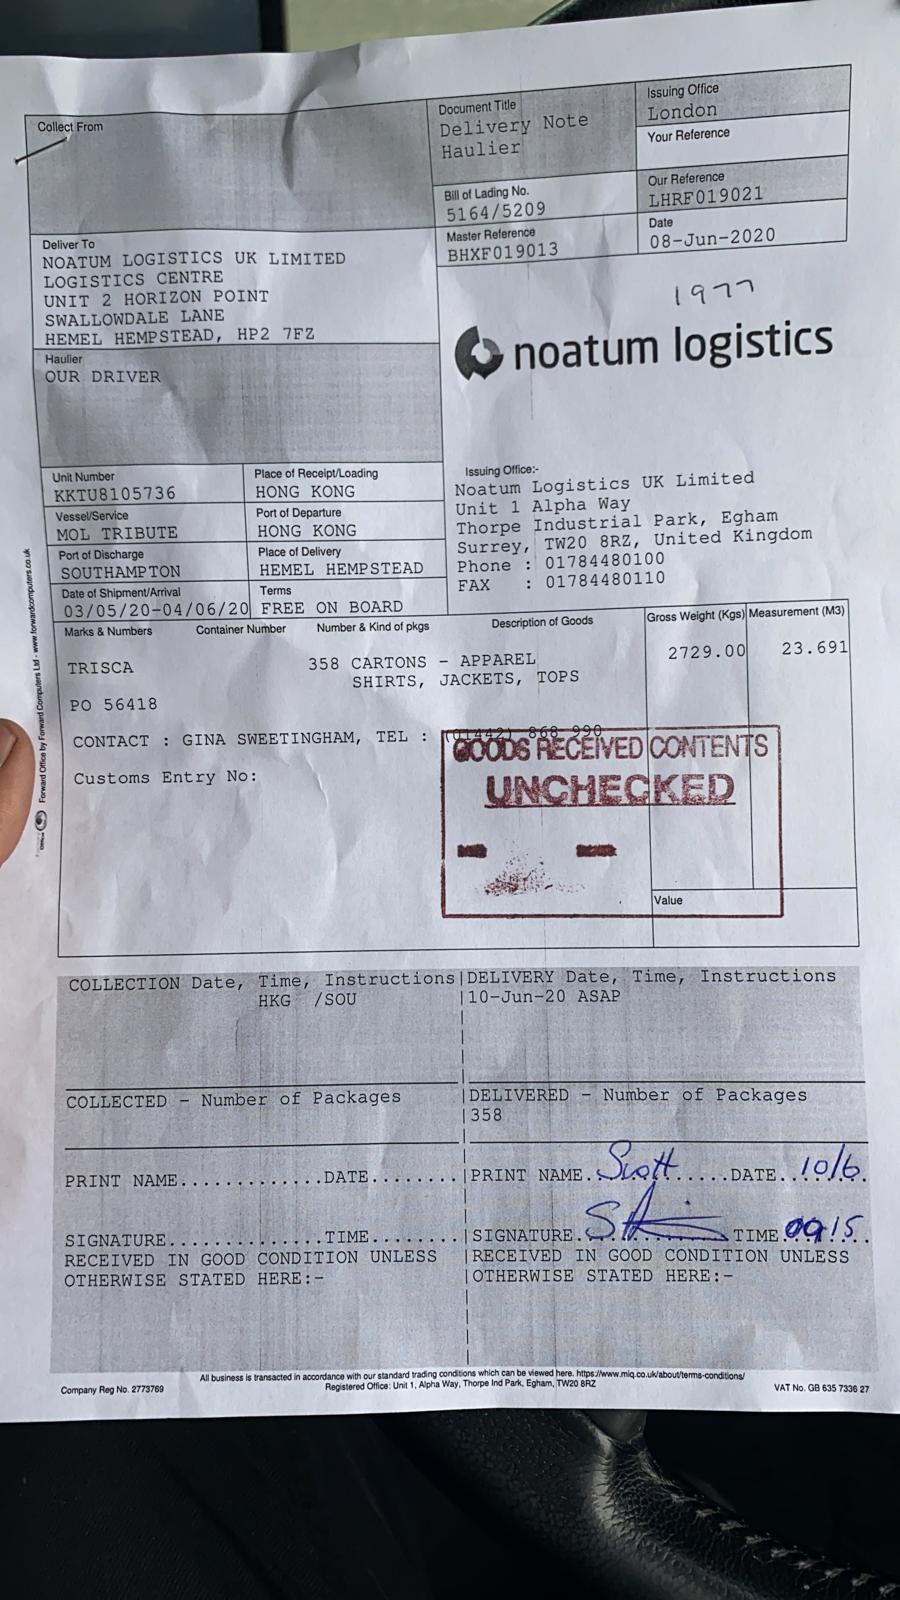 Collect From
Document Title
Delivery Note
Haulier
Issuing Office
London
Your Reference
Bill of Lading No.
5164/5209
Our Reference
LHRF019021
Master Reference
BHXF019013
Date
08-Jun-2020
Deliver To
NOATUM LOGISTICS UK LIMITED
LOGISTICS CENTRE
UNIT 2 HORIZON POINT
SWALLOWDALE LANE
HEMEL HEMPSTEAD, HP2 7FZ
1977
noatum logistics
Haulier
OUR DRIVER
Unit Number
KKTU8105736
Place of Receipt/Loading
HONG KONG
Vessel/Service
MOL TRIBUTE
Port of Departure
HONG KONG
Port of Discharge
SOUTHAMPTON
Place of Delivery
HEMEL HEMPSTEAD
Date of Shipment/Arrival
03/05/20-04/06/20
Terms
FREE ON BOARD
Issuing Office:-
Noatum Logistics UK Limited
Unit 1 Alpha Way
Thorpe Industrial Park, Egham
Surrey, TW20 8RZ, United Kingdom
Phone : 01784480100
FAX : 01784480110
Marks & Numbers Container Number Number & Kind of pkgs Description of Goods Gross Weight (Kgs) Measurement (M3)
TRISCA 358 CARTONS - APPAREL 2729.00 23.691
SHIRTS, JACKETS, TOPS
PO 56418
CONTACT : GINA SWEETINGHAM, TEL : (01442) 868 990
Customs Entry No:
GOODS RECEIVED CONTENTS
UNCHECKED
Value
Forward Office by Forward Computers Ltd - www.forwardcomputers.co.uk
COLLECTION Date, Time, Instructions
HKG /SOU
DELIVERY Date, Time, Instructions
10-Jun-20 ASAP
COLLECTED - Number of Packages
DELIVERED - Number of Packages
358
PRINT NAME.............DATE........
PRINT NAME. Scott ......DATE..10/6.
SIGNATURE..............TIME........
SIGNATURE. TIME. 0915..
RECEIVED IN GOOD CONDITION UNLESS
OTHERWISE STATED HERE:-
RECEIVED IN GOOD CONDITION UNLESS
OTHERWISE STATED HERE:-
All business is transacted in accordance with our standard trading conditions which can be viewed here. https://www.miq.co.uk/about/terms-conditions/
Company Reg No. 2773769 Registered Office: Unit 1, Alpha Way, Thorpe Ind Park, Egham, TW20 8RZ VAT No. GB 635 7336 27